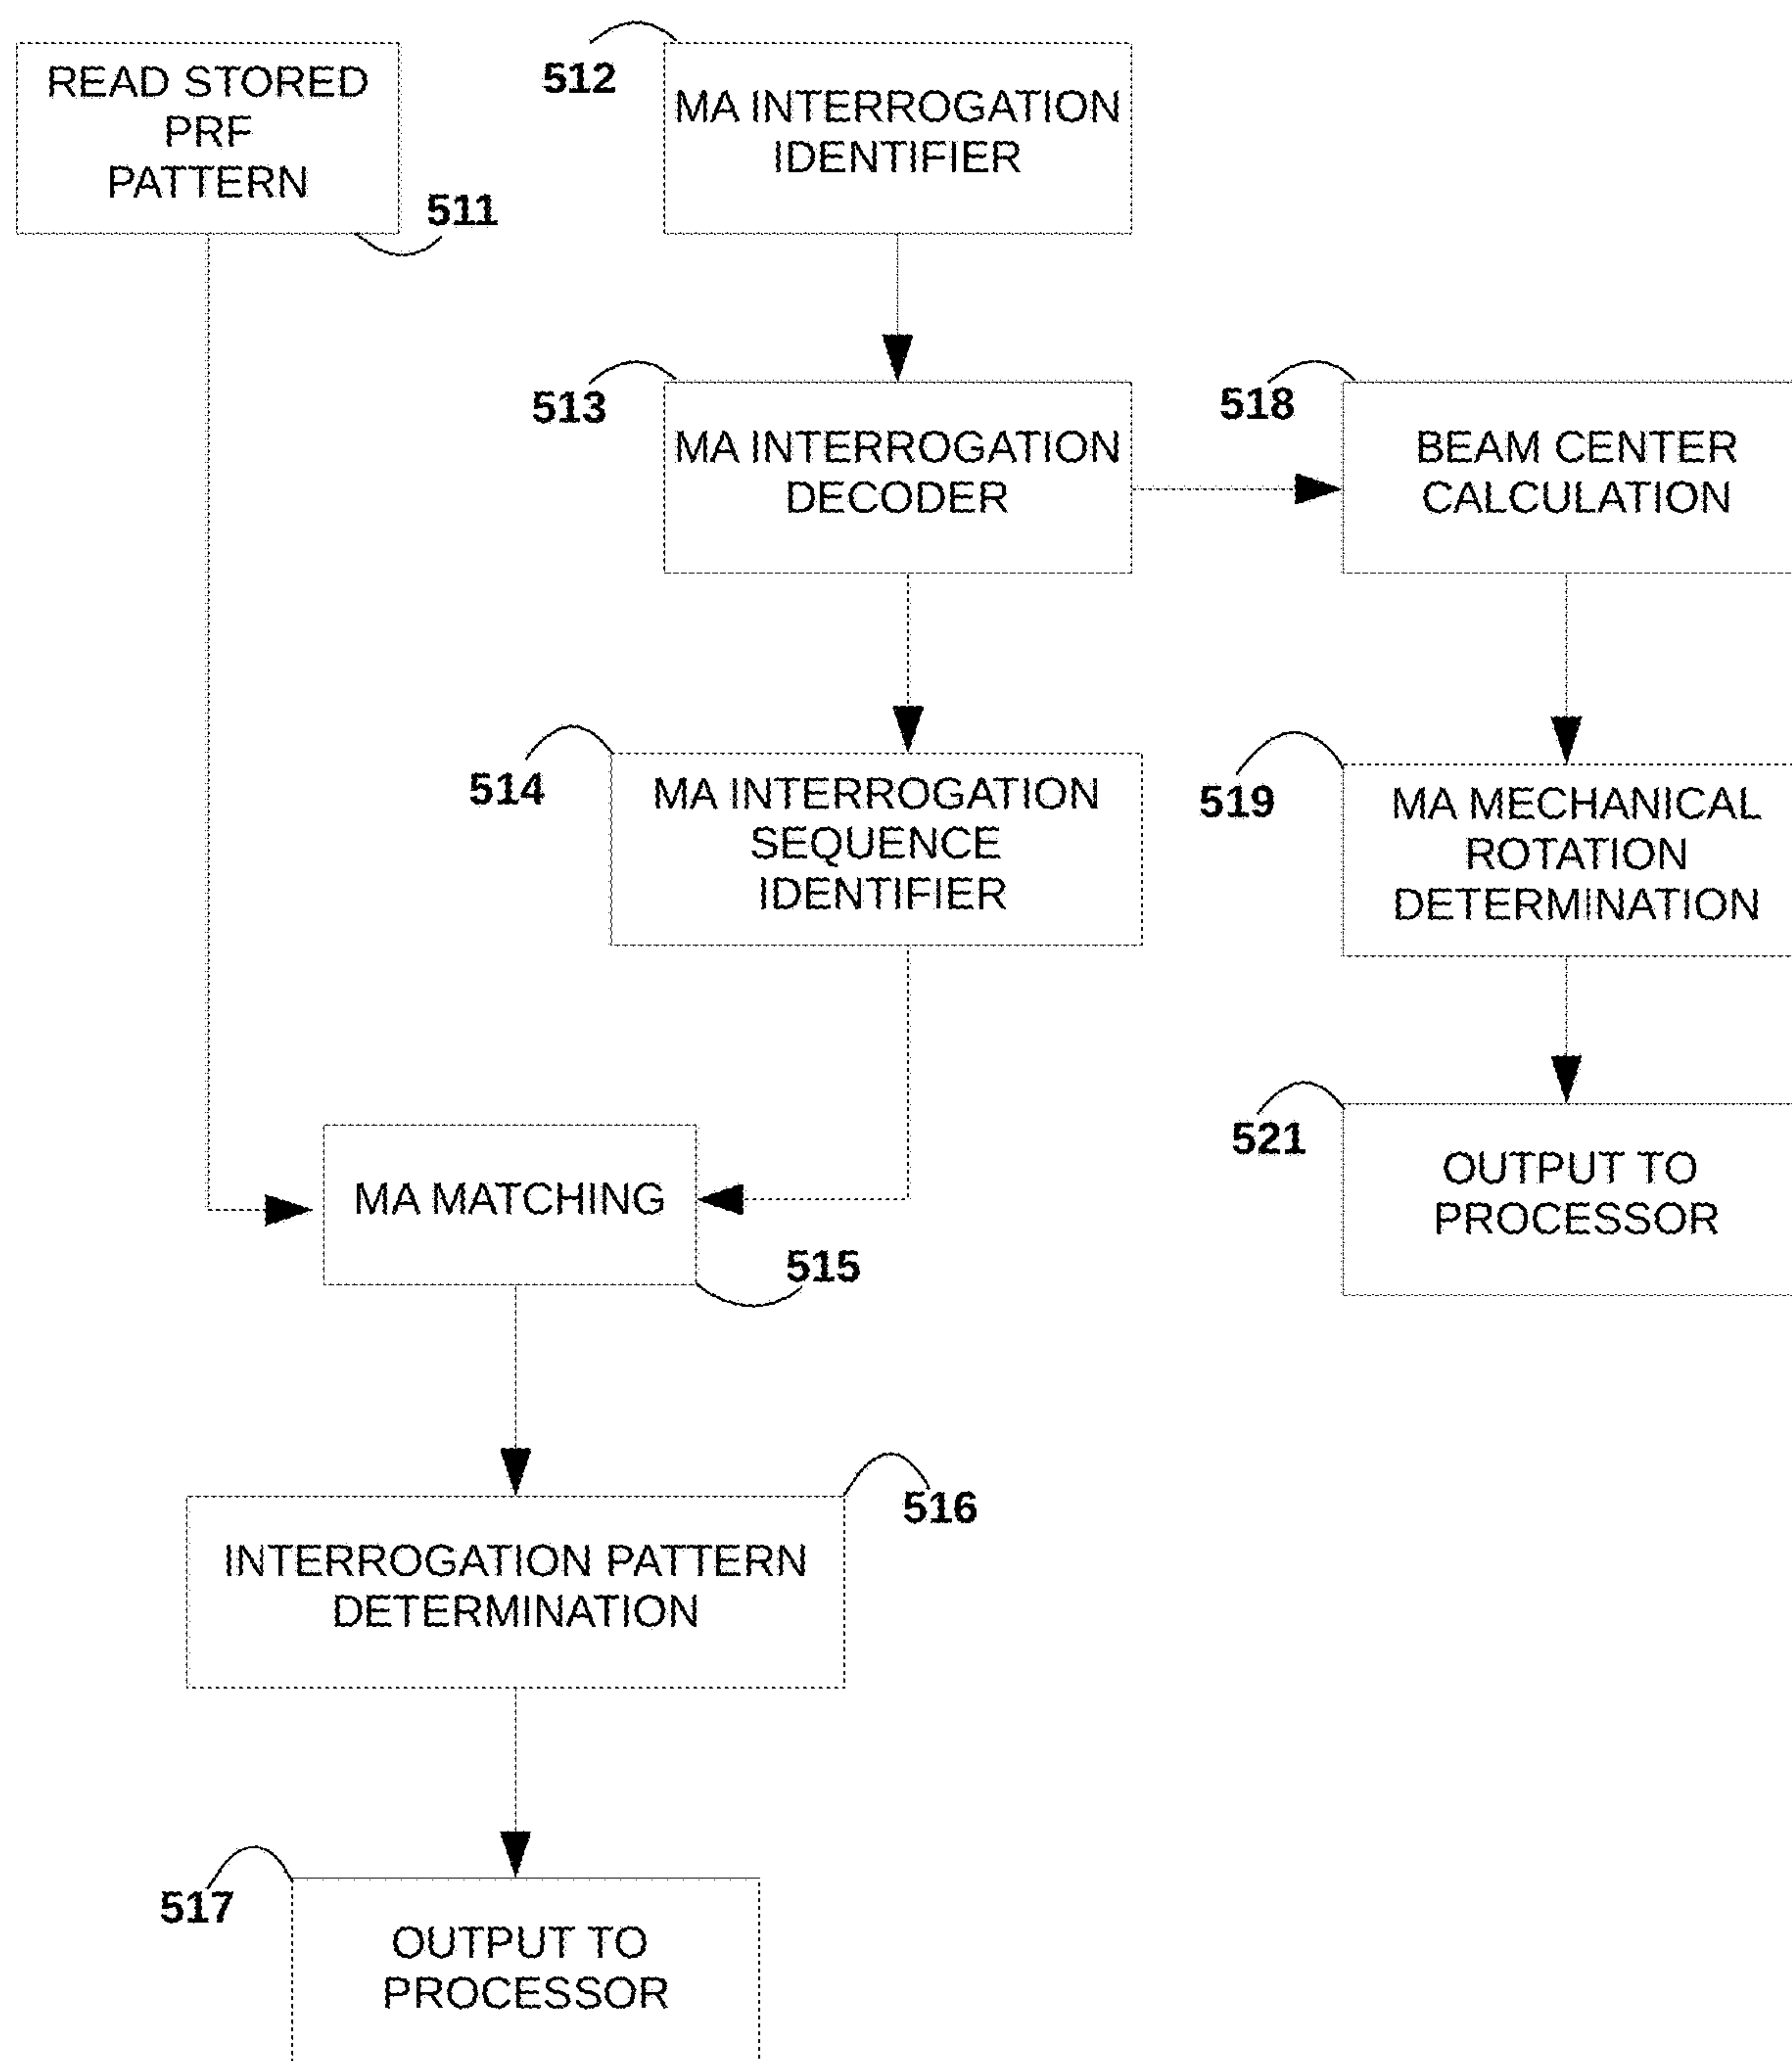 READ STORED
PRF
PATTERN
511
512
MA INTERROGATION
IDENTIFIER
513
MA INTERROGATION
DECODER
518
BEAM CENTER
CALCULATION
514
MA INTERROGATION
SEQUENCE
IDENTIFIER
519
MA MECHANICAL
ROTATION
DETERMINATION
MA MATCHING
515
521
OUTPUT TO
PROCESSOR
516
INTERROGATION PATTERN
DETERMINATION
517
OUTPUT TO
PROCESSOR